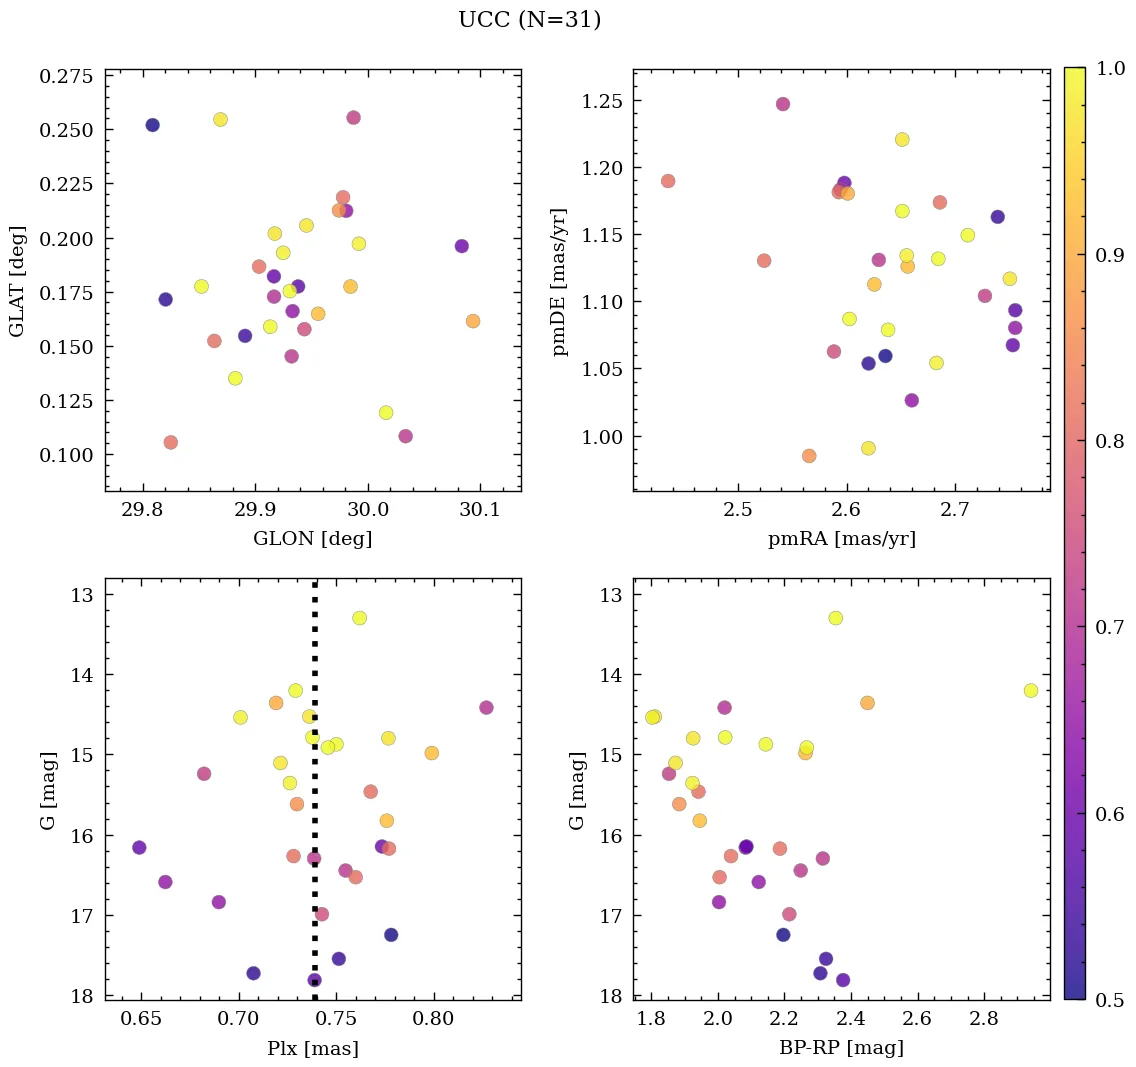 UCC (N=31)
0.275
0.250
0.225
0.200
0.175
0.150
0.125
0.100
GLAT [deg]
29.8 29.9 30.0 30.1
GLON [deg]
1.25
1.20
1.15
1.10
1.05
1.00
pmDE [mas/yr]
2.5 2.6 2.7
pmRA [mas/yr]
13
14
15
16
17
18
G [mag]
0.65 0.70 0.75 0.80
Plx [mas]
13
14
15
16
17
18
G [mag]
1.8 2.0 2.2 2.4 2.6 2.8
BP-RP [mag]
1.0
0.9
0.8
0.7
0.6
0.5